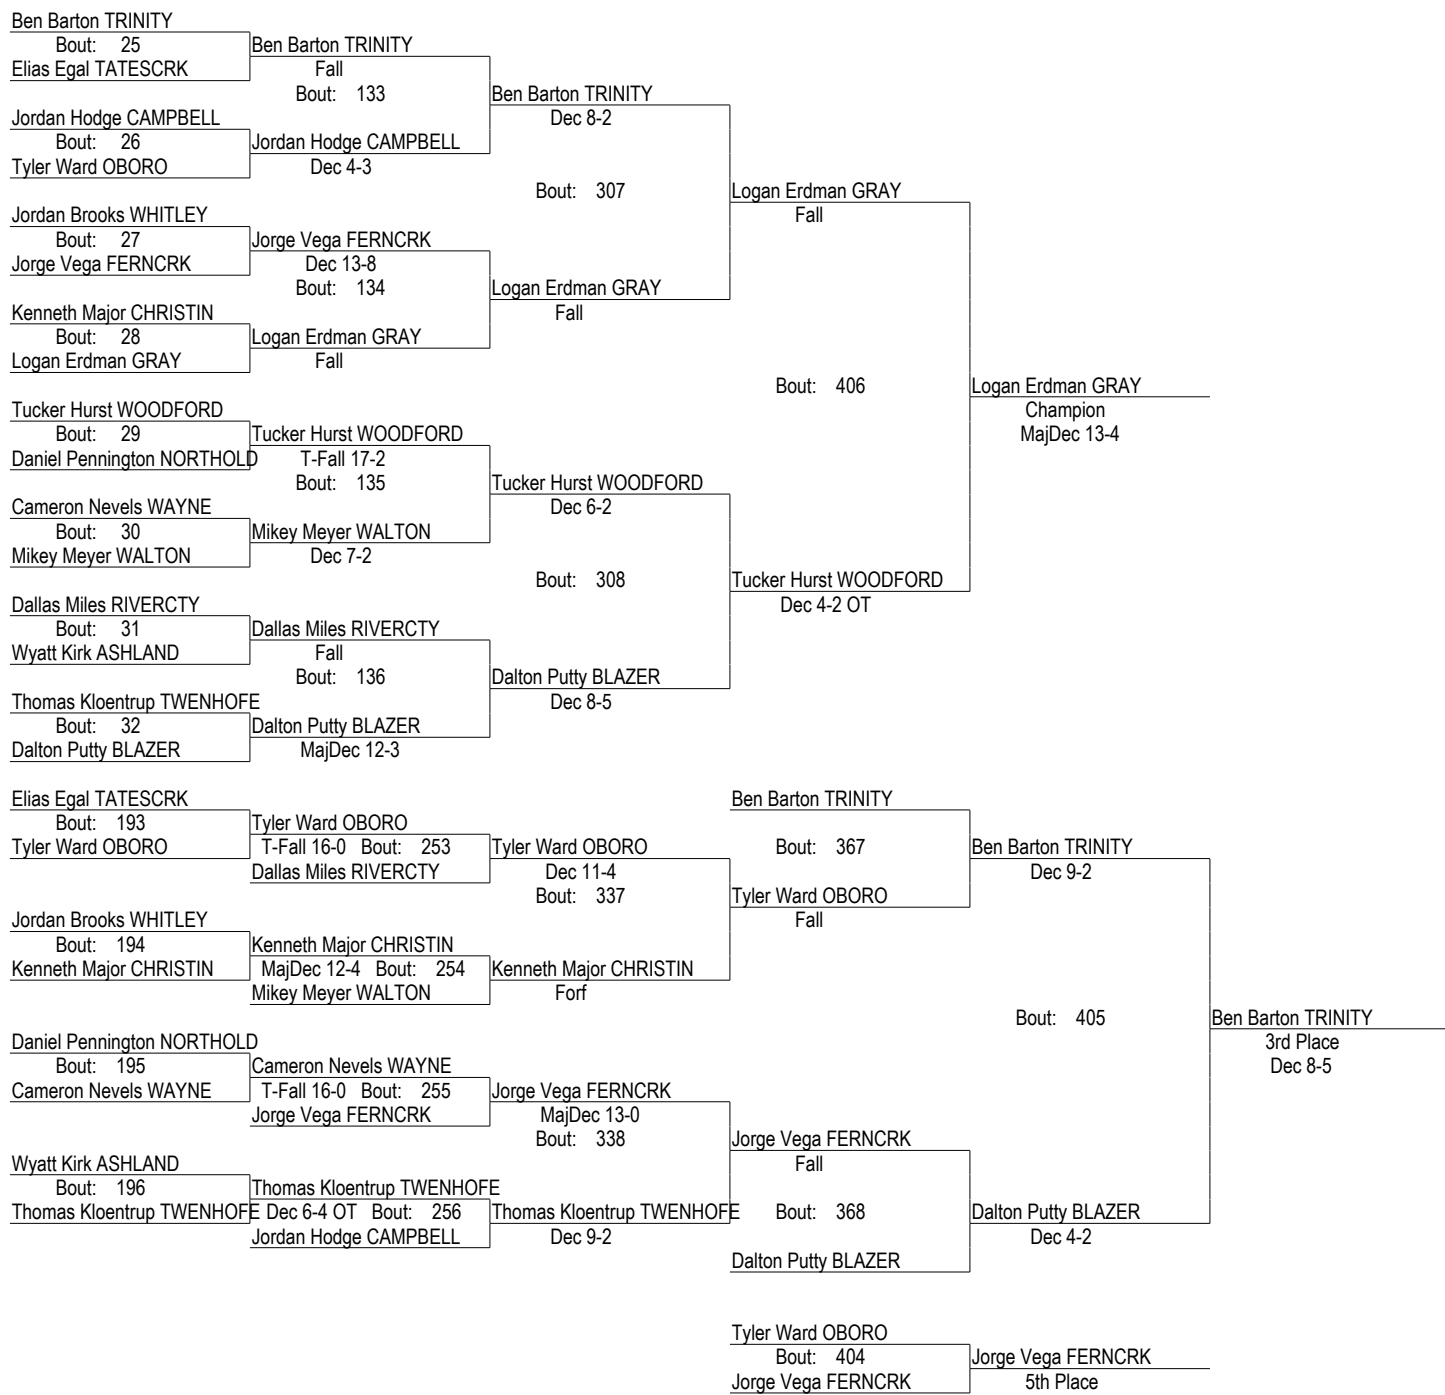 Ben Barton TRINITY
Bout: 25 Ben Barton TRINITY
Elias Egal TATESCRK Fall
Bout: 133 Ben Barton TRINITY
Jordan Hodge CAMPBELL Dec 8-2
Bout: 26 Jordan Hodge CAMPBELL
Tyler Ward OBORO Dec 4-3
Bout: 307 Logan Erdman GRAY
Jordan Brooks WHITLEY Fall
Bout: 27 Jorge Vega FERNCRK
Jorge Vega FERNCRK Dec 13-8
Bout: 134 Logan Erdman GRAY
Kenneth Major CHRISTIN Fall
Bout: 28 Logan Erdman GRAY
Logan Erdman GRAY Fall
Bout: 406 Logan Erdman GRAY
Tucker Hurst WOODFORD Champion
Bout: 29 Tucker Hurst WOODFORD MajDec 13-4
Daniel Pennington NORTHOLD T-Fall 17-2
Bout: 135 Tucker Hurst WOODFORD
Cameron Nevels WAYNE Dec 6-2
Bout: 30 Mikey Meyer WALTON
Mikey Meyer WALTON Dec 7-2
Bout: 308 Tucker Hurst WOODFORD
Dallas Miles RIVERCTY Dec 4-2 OT
Bout: 31 Dallas Miles RIVERCTY
Wyatt Kirk ASHLAND Fall
Bout: 136 Dalton Putty BLAZER
Thomas Kloentrup TWENHOFE Dec 8-5
Bout: 32 Dalton Putty BLAZER
Dalton Putty BLAZER MajDec 12-3
Elias Egal TATESCRK Ben Barton TRINITY
Bout: 193 Tyler Ward OBORO
Tyler Ward OBORO T-Fall 16-0 Bout: 253 Tyler Ward OBORO Bout: 367 Ben Barton TRINITY
Dallas Miles RIVERCTY Dec 11-4 Dec 9-2
Bout: 337 Tyler Ward OBORO
Jordan Brooks WHITLEY Fall
Bout: 194 Kenneth Major CHRISTIN
Kenneth Major CHRISTIN MajDec 12-4 Bout: 254 Kenneth Major CHRISTIN
Mikey Meyer WALTON Forf
Bout: 405 Ben Barton TRINITY
Daniel Pennington NORTHOLD 3rd Place
Bout: 195 Cameron Nevels WAYNE Dec 8-5
Cameron Nevels WAYNE T-Fall 16-0 Bout: 255 Jorge Vega FERNCRK
Jorge Vega FERNCRK MajDec 13-0
Bout: 338 Jorge Vega FERNCRK
Wyatt Kirk ASHLAND Fall
Bout: 196 Thomas Kloentrup TWENHOFE
Thomas Kloentrup TWENHOFE Dec 6-4 OT Bout: 256 Thomas Kloentrup TWENHOFE Bout: 368 Dalton Putty BLAZER
Jordan Hodge CAMPBELL Dec 9-2 Dec 4-2
Dalton Putty BLAZER
Tyler Ward OBORO
Bout: 404 Jorge Vega FERNCRK
Jorge Vega FERNCRK 5th Place